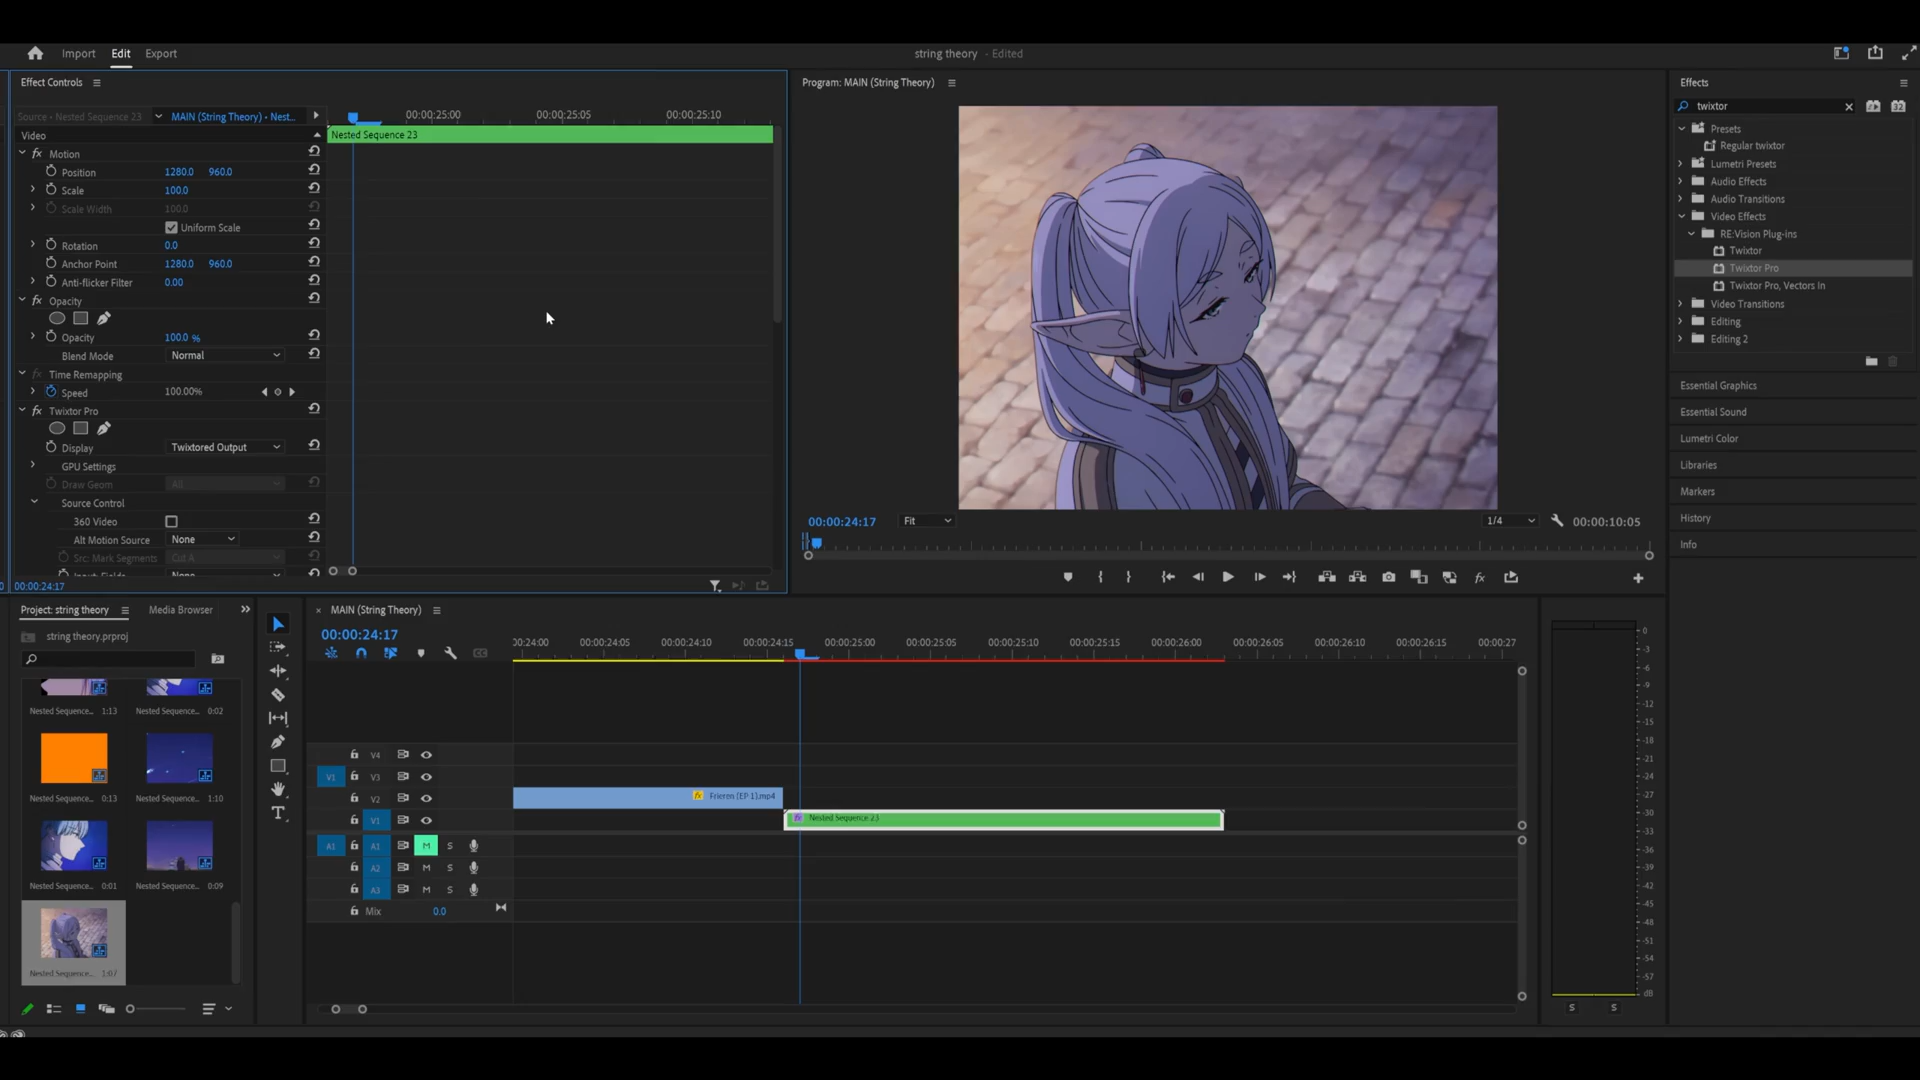 Import Edit Export
string theory - Edited
Effect Controls
Source • Nested Sequence 23
MAIN (String Theory) • Nest...
00:00:25:00 00:00:25:05 00:00:25:10
Video
Nested Sequence 23
fx Motion
Position 1280.0 960.0
Scale 100.0
Scale Width 100.0
Uniform Scale
Rotation 0.0
Anchor Point 1280.0 960.0
Anti-flicker Filter 0.00
fx Opacity
Opacity 100.0 %
Blend Mode Normal
fx Time Remapping
Speed 100.00%
fx Twixtor Pro
Display Twixtored Output
GPU Settings
Draw Geom All
Source Control
360 Video
Alt Motion Source None
Src: Mark Segments Cut A
Input: Fields None
00:00:24:17
Program: MAIN (String Theory)
00:00:24:17 Fit 1/4 00:00:10:05
fx
Effects
twixtor
32
Presets
Regular twixtor
Lumetri Presets
Audio Effects
Audio Transitions
Video Effects
RE:Vision Plug-ins
Twixtor
Twixtor Pro
Twixtor Pro, Vectors In
Video Transitions
Editing
Editing 2
Essential Graphics
Essential Sound
Lumetri Color
Libraries
Markers
History
Info
Project: string theory Media Browser
string theory.prproj
Nested Sequence... 1:13 Nested Sequence... 0:02
Nested Sequence... 0:13 Nested Sequence... 1:10
Nested Sequence... 0:01 Nested Sequence... 0:09
Nested Sequence... 1:07
MAIN (String Theory)
00:00:24:17
00:24:00 00:00:24:05 00:00:24:10 00:00:24:15 00:00:25:00 00:00:25:05 00:00:25:10 00:00:25:15 00:00:26:00 00:00:26:05 00:00:26:10 00:00:26:15 00:00:27
V4
V1 V3
V2 fx Frieren [EP 1].mp4
V1 fx Nested Sequence 23
A1 A1 M S
A2 M S
A3 M S
Mix 0.0
0
-3
-6
-9
-12
-15
-18
-21
-24
-27
-30
-33
-36
-39
-42
-45
-48
-51
-54
-57
dB
S S